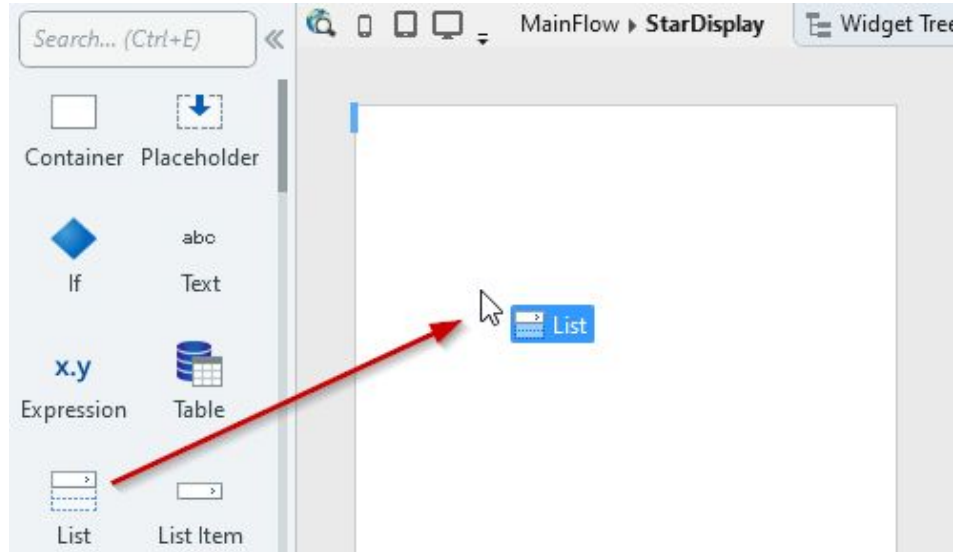 Search... (Ctrl+E)
MainFlow StarDisplay
Widget Tree
Container
Placeholder
abc
If
Text
List
x.y
Expression
Table
List
List Item